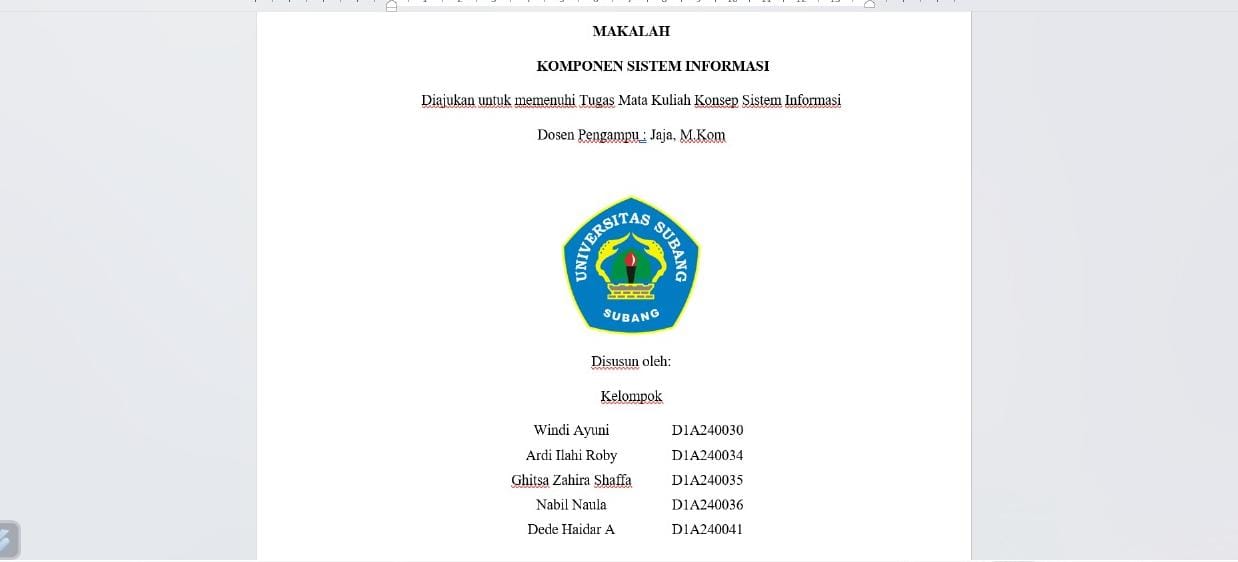 MAKALAH
KOMPONEN SISTEM INFORMASI
Diajukan untuk memenuhi Tugas Mata Kuliah Konsep Sistem Informasi
Dosen Pengampu : Jaja, M.Kom
UNIVERSITAS SUBANG
SUBANG
Disusun oleh:
Kelompok
Windi Ayuni D1A240030
Ardi Ilahi Roby D1A240034
Ghitsa Zahira Shaffa D1A240035
Nabil Naula D1A240036
Dede Haidar A D1A240041